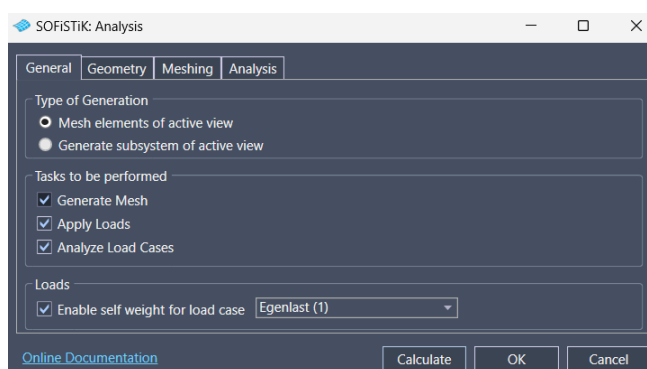 SOFiSTiK: Analysis
General Geometry Meshing Analysis
Type of Generation
Mesh elements of active view
Generate subsystem of active view
Tasks to be performed
Generate Mesh
Apply Loads
Analyze Load Cases
Loads
Enable self weight for load case Egenlast (1)
Online Documentation Calculate OK Cancel